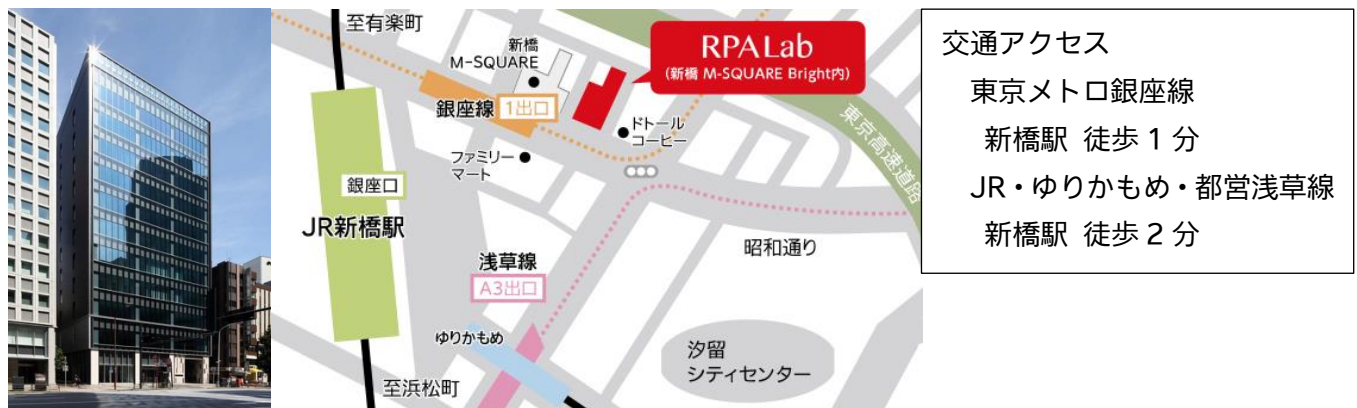 至有楽町
新橋
M-SQUARE
RPALab
(新橋 M-SQUARE Bright内)
銀座線 1出口
ドトール
コーヒー
東京高速道路
ファミリー
マート
銀座口
JR新橋駅
昭和通り
浅草線
A3出口
ゆりかもめ
汐留
シティセンター
至浜松町
交通アクセス
東京メトロ銀座線
新橋駅 徒歩1分
JR・ゆりかもめ・都営浅草線
新橋駅 徒歩2分